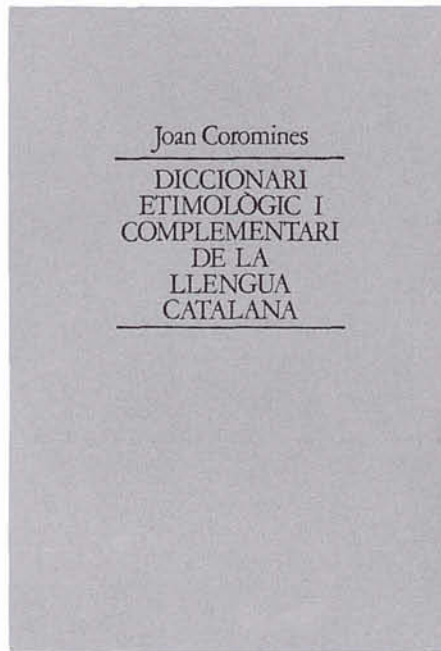 Joan Coromines
DICCIONARI
ETIMOLÒGIC I
COMPLEMENTARI
DE LA
LLENGUA
CATALANA